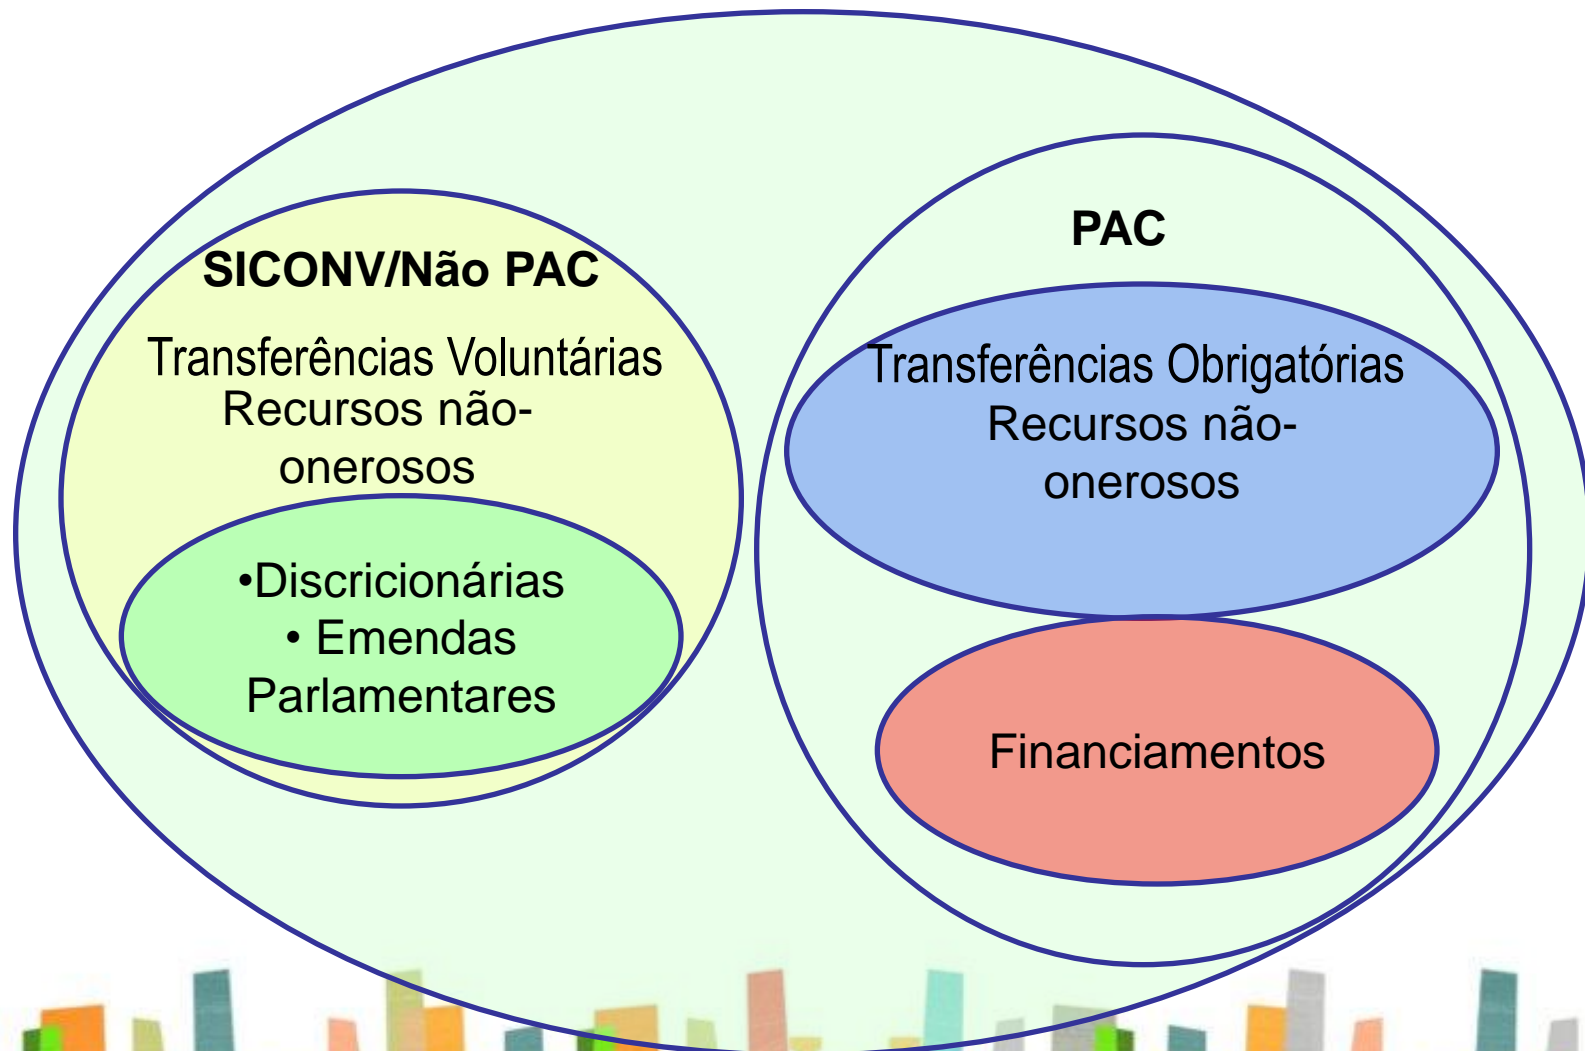 SICONV/Não PAC
Transferências Voluntárias
Recursos não-
onerosos
•Discricionárias
• Emendas
Parlamentares
PAC
Transferências Obrigatórias
Recursos não-
onerosos
Financiamentos